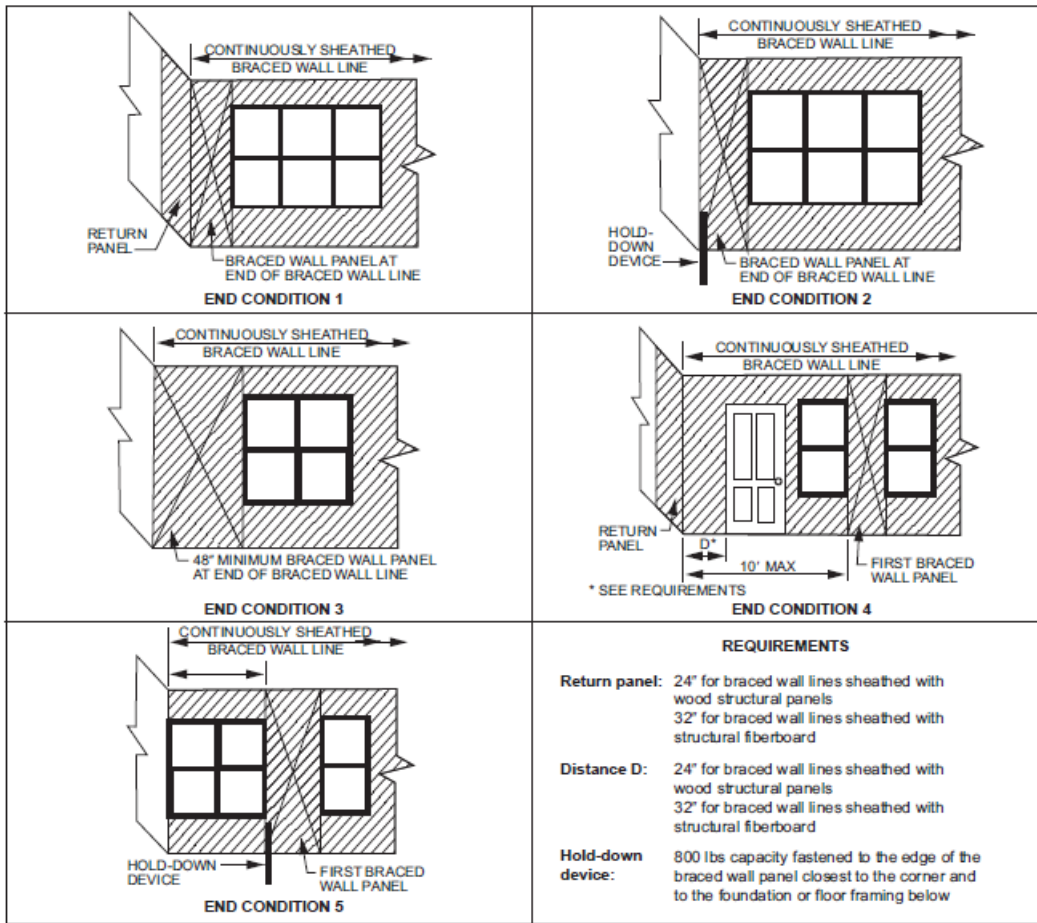 CONTINUOUSLY SHEATHED
BRACED WALL LINE
RETURN
PANEL
BRACED WALL PANEL AT
END OF BRACED WALL LINE
END CONDITION 1
CONTINUOUSLY SHEATHED
BRACED WALL LINE
HOLD-
DOWN
DEVICE
BRACED WALL PANEL AT
END OF BRACED WALL LINE
END CONDITION 2
CONTINUOUSLY SHEATHED
BRACED WALL LINE
48" MINIMUM BRACED WALL PANEL
AT END OF BRACED WALL LINE
END CONDITION 3
CONTINUOUSLY SHEATHED
BRACED WALL LINE
RETURN
PANEL
D*
10' MAX
FIRST BRACED
WALL PANEL
* SEE REQUIREMENTS
END CONDITION 4
CONTINUOUSLY SHEATHED
BRACED WALL LINE
HOLD-DOWN
DEVICE
FIRST BRACED
WALL PANEL
END CONDITION 5
REQUIREMENTS
Return panel: 24" for braced wall lines sheathed with
wood structural panels
32" for braced wall lines sheathed with
structural fiberboard
Distance D: 24" for braced wall lines sheathed with
wood structural panels
32" for braced wall lines sheathed with
structural fiberboard
Hold-down 800 lbs capacity fastened to the edge of the
device: braced wall panel closest to the corner and
to the foundation or floor framing below